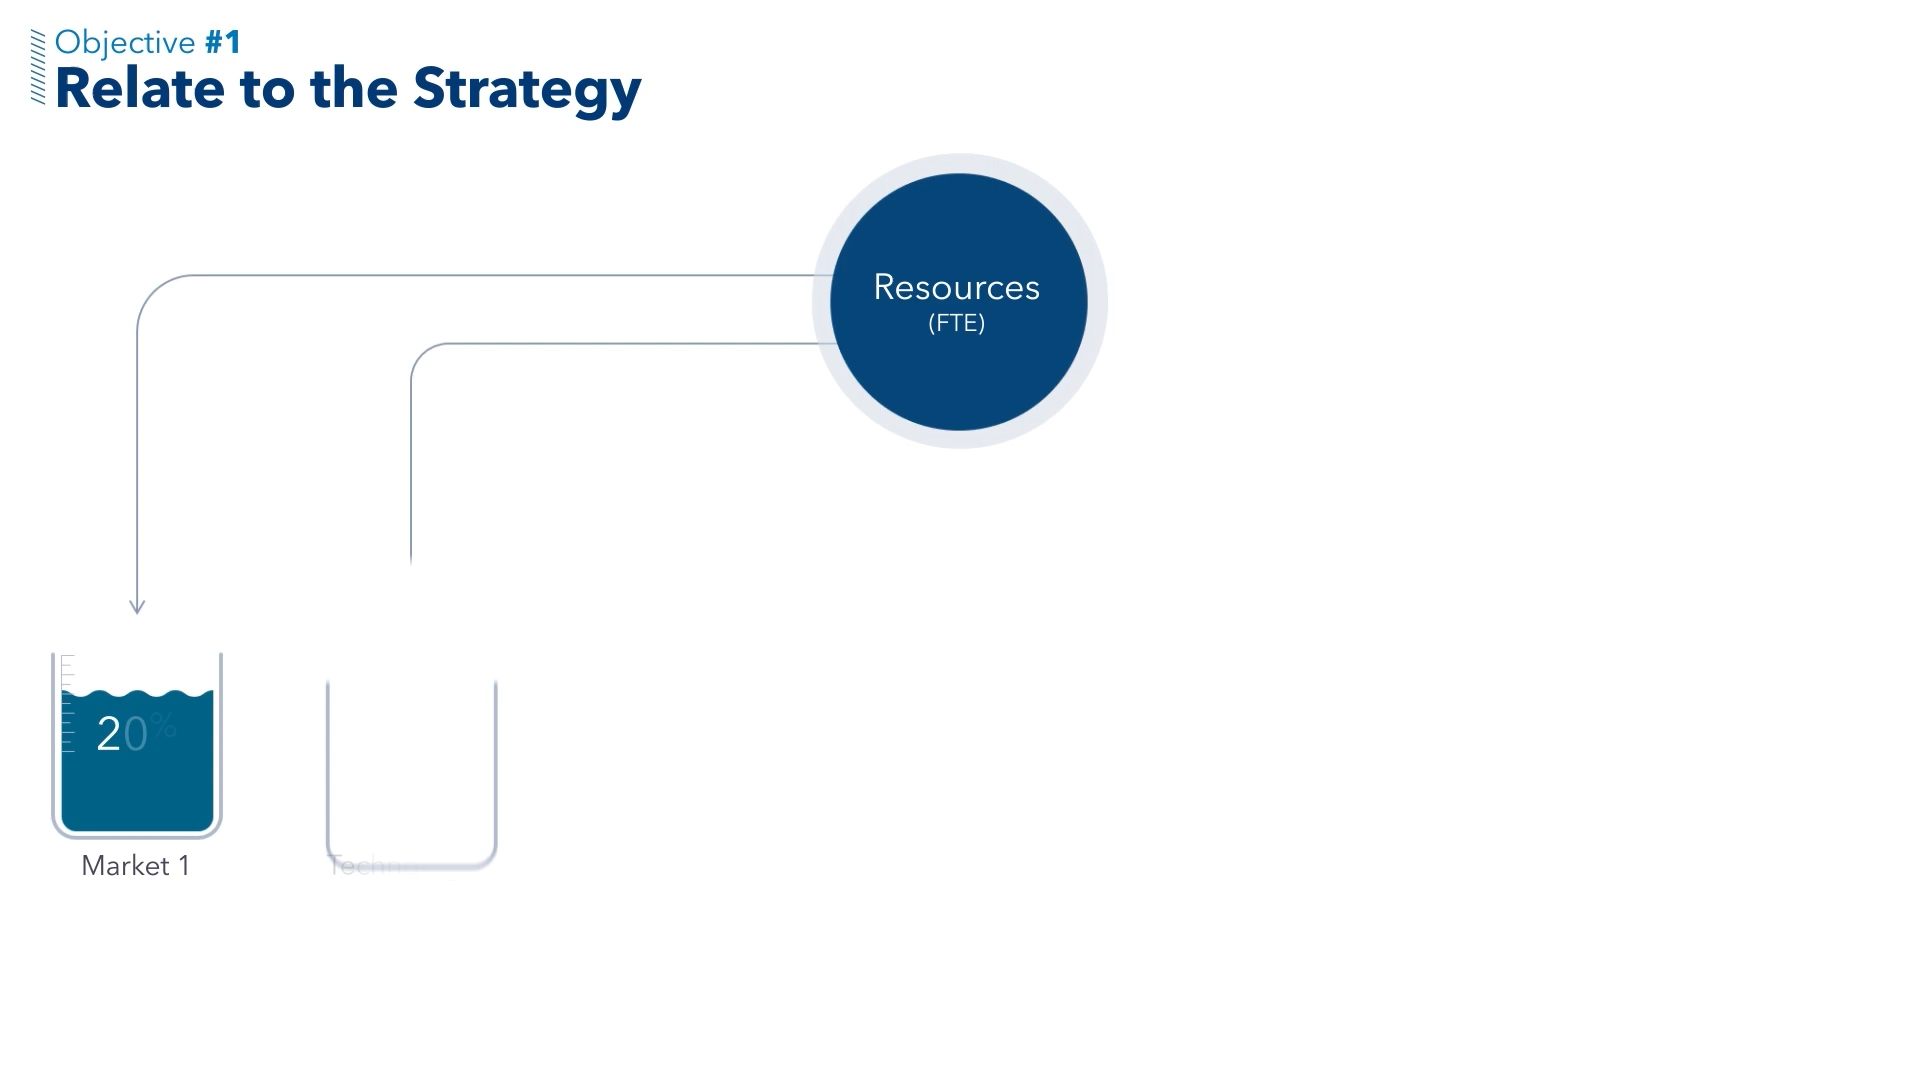 Objective #1
Relate to the Strategy
Resources
(FTE)
20%
Market 1